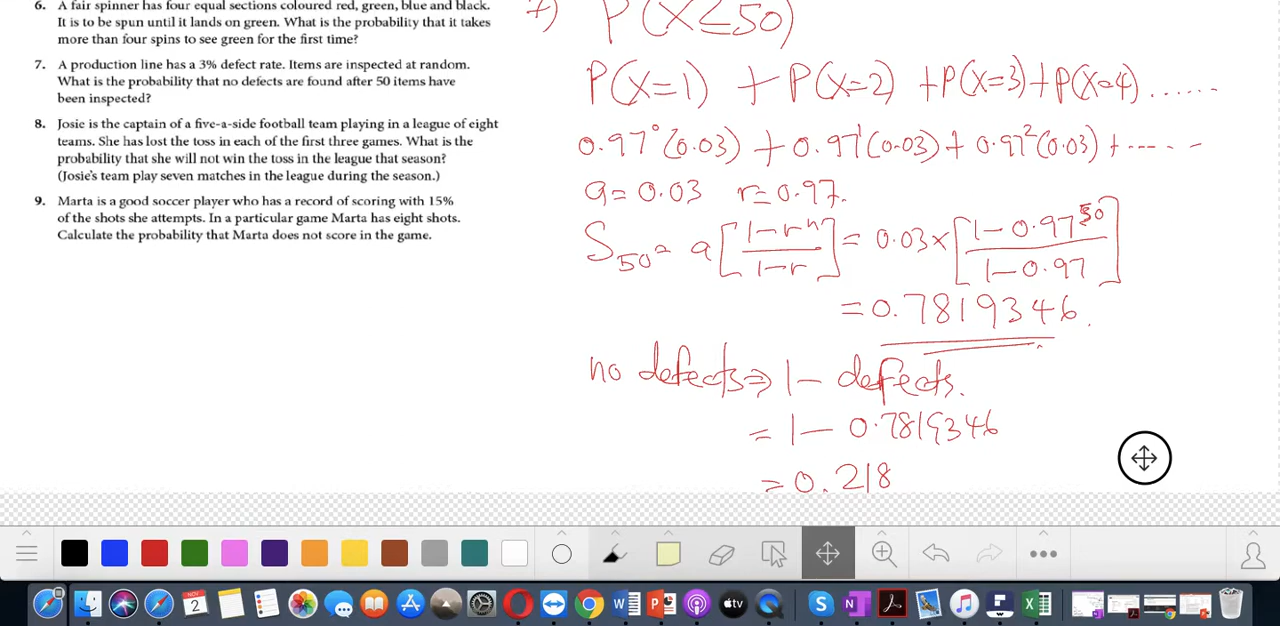 6. A fair spinner has four equal sections coloured red, green, blue and black.
It is to be spun until it lands on green. What is the probability that it takes
more than four spins to see green for the first time?
7. A production line has a 3% defect rate. Items are inspected at random.
What is the probability that no defects are found after 50 items have
been inspected?
8. Josie is the captain of a five-a-side football team playing in a league of eight
teams. She has lost the toss in each of the first three games. What is the
probability that she will not win the toss in the league that season?
(Josie's team play seven matches in the league during the season.)
9. Marta is a good soccer player who has a record of scoring with 15%
of the shots she attempts. In a particular game Marta has eight shots.
Calculate the probability that Marta does not score in the game.
7) P(X≤50)
P(X=1) + P(X=2) + P(X=3) + P(X=4)......
0.97⁰(0.03) + 0.97¹(0.03) + 0.97²(0.03) + ------
a = 0.03 r = 0.97.
S₅₀ = a[(1-rⁿ)/(1-r)] = 0.03 × [(1-0.97⁵⁰)/(1-0.97)]
= 0.7819346.
no defects ⇒ 1 - defects.
= 1 - 0.7819346
= 0.218
NOV
2
tv
S
N
W
P
X